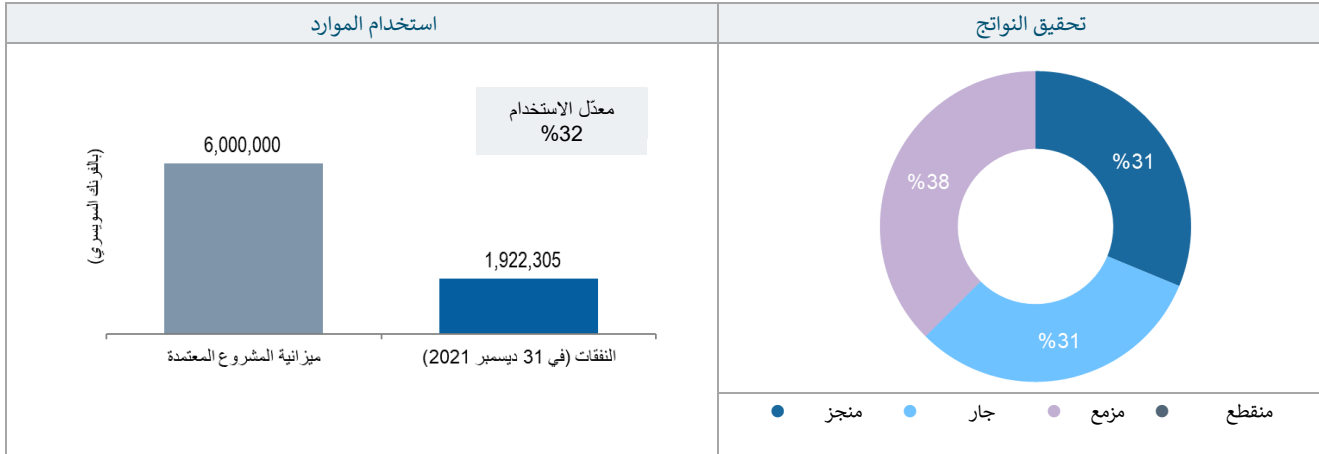 تحقيق النواتج
%31
%38
%31
منقطع
مزمع
جار
منجز
استخدام الموارد
معدّل الاستخدام
%32
(بالفرنك السويسري)
6,000,000
1,922,305
ميزانية المشروع المعتمدة
النفقات (في 31 ديسمبر 2021)